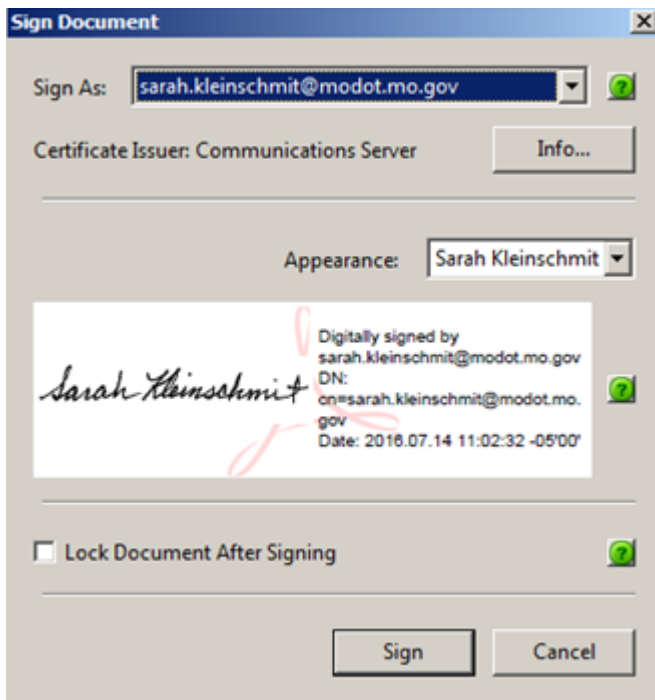 Sign Document
Sign As: sarah.kleinschmit@modot.mo.gov
Certificate Issuer: Communications Server Info...
Appearance: Sarah Kleinschmit
Sarah Kleinschmit
Digitally signed by
sarah.kleinschmit@modot.mo.gov
DN:
cn=sarah.kleinschmit@modot.mo.
gov
Date: 2016.07.14 11:02:32 -05'00'
Lock Document After Signing
Sign Cancel